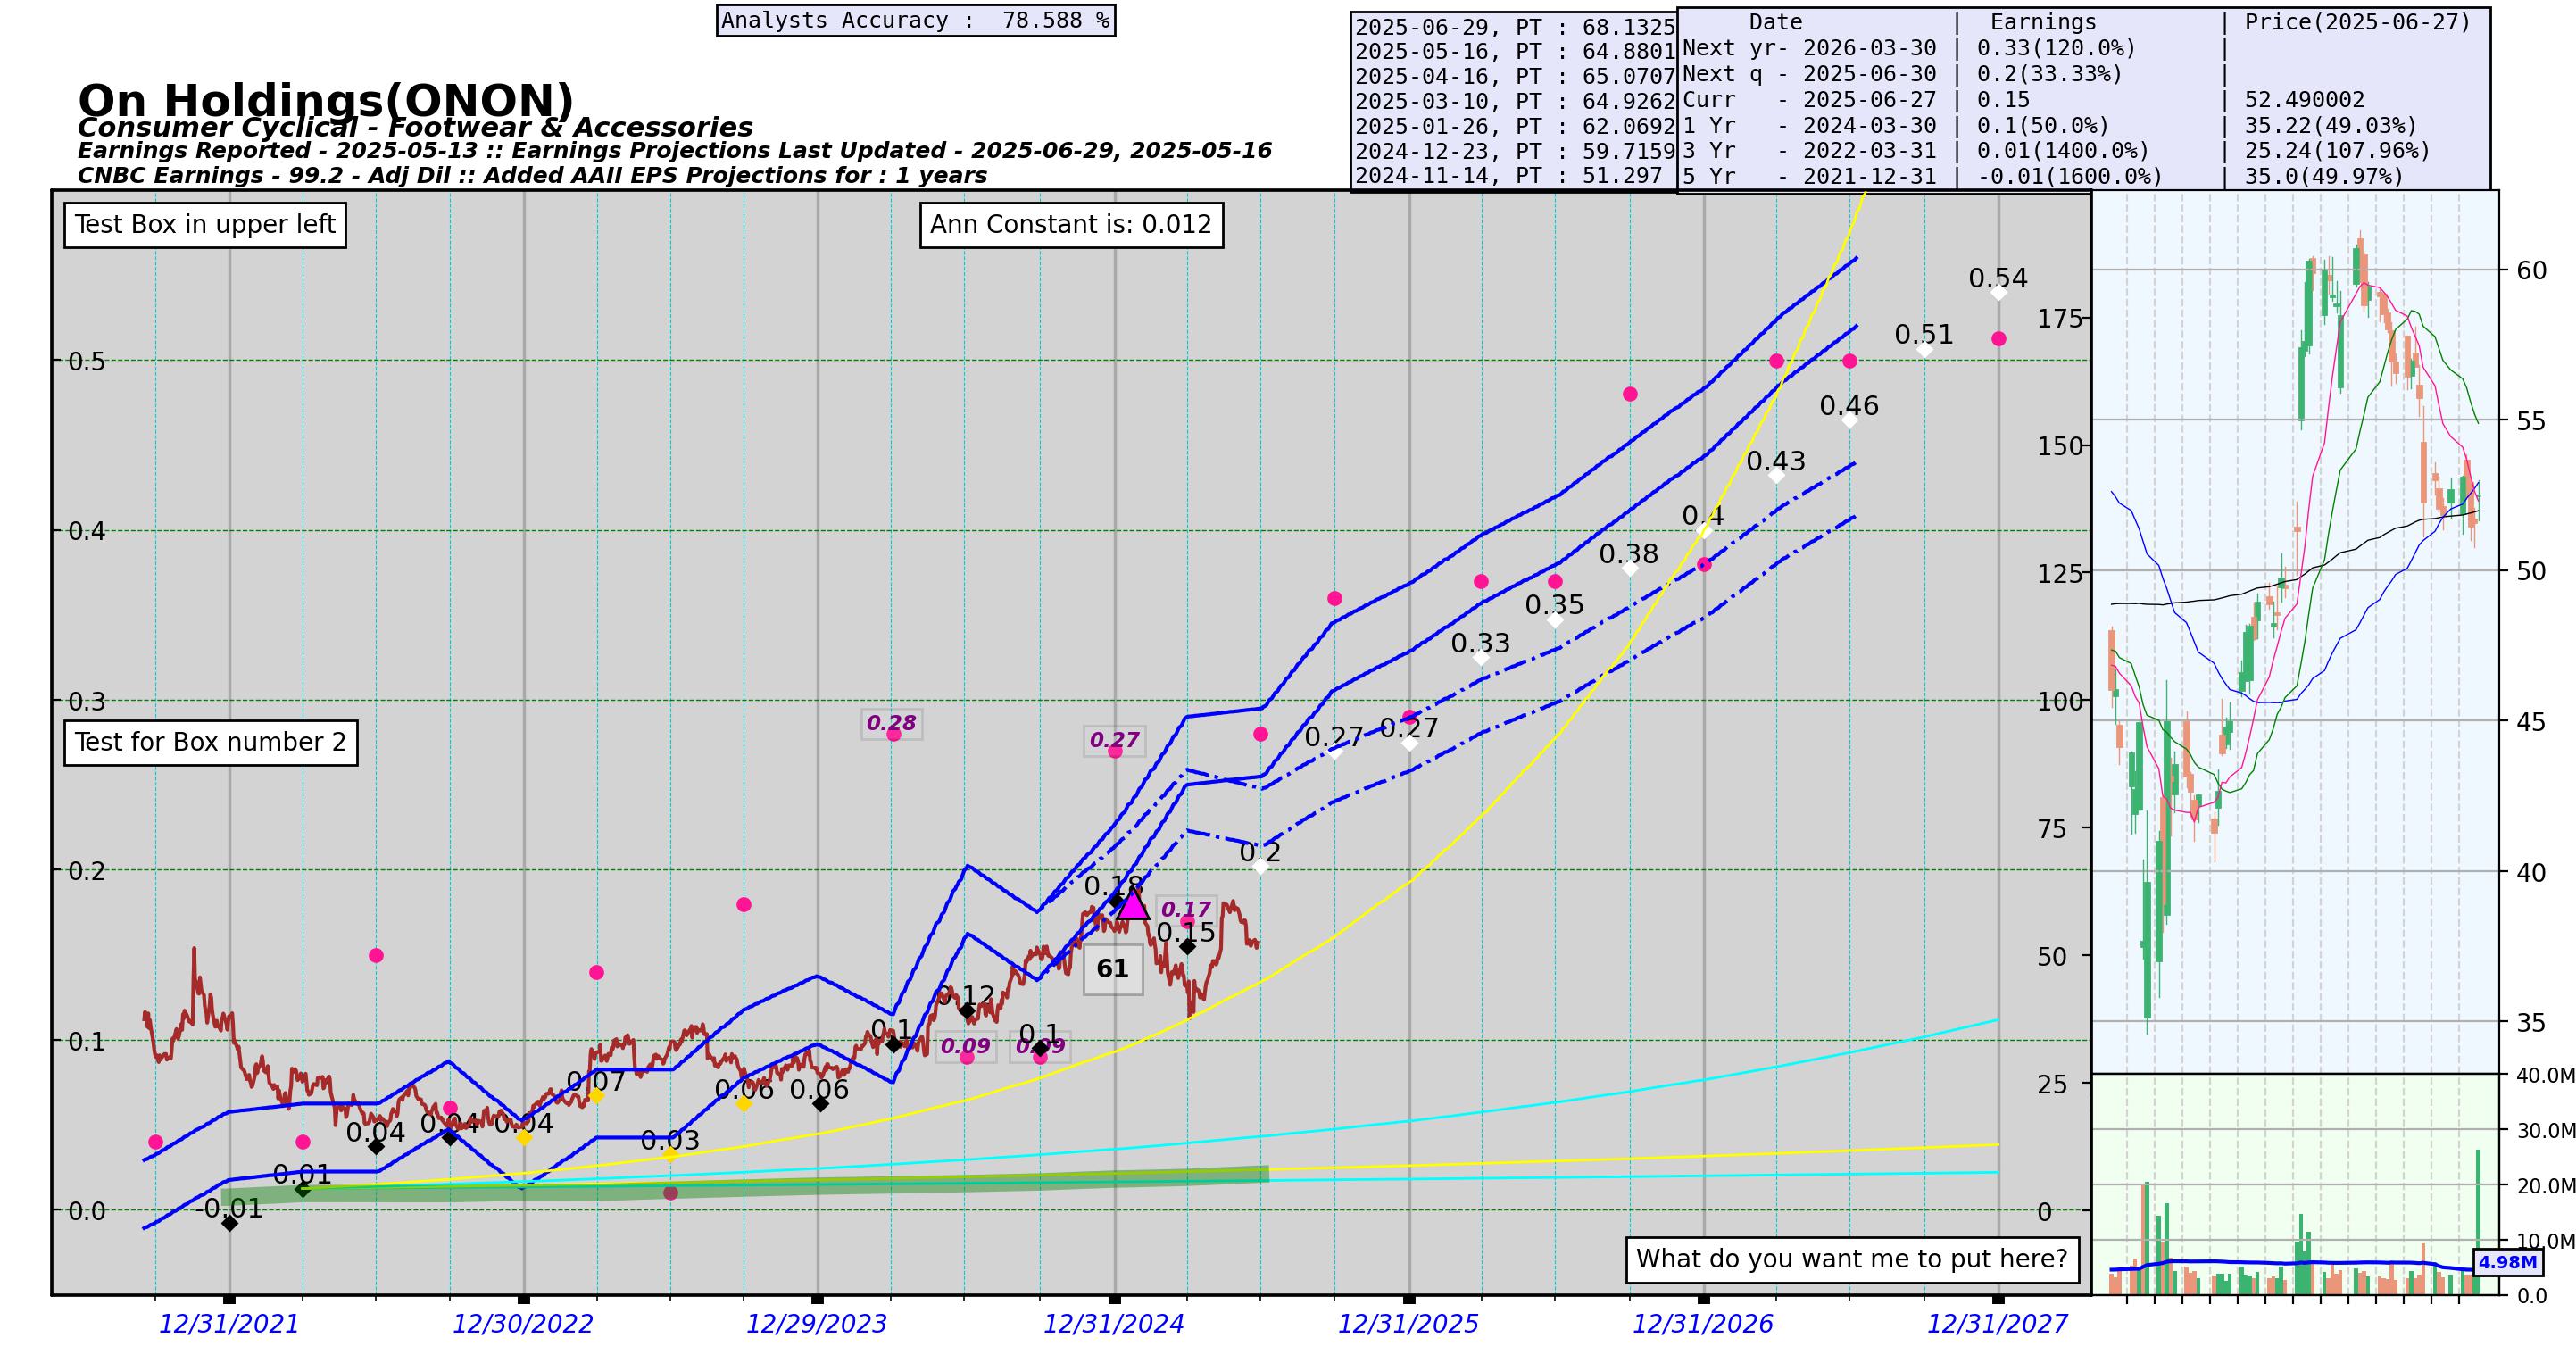 Analysts Accuracy :  78.588 %
On Holdings(ONON)
Consumer Cyclical - Footwear & Accessories
Earnings Reported - 2025-05-13 :: Earnings Projections Last Updated - 2025-06-29, 2025-05-16
CNBC Earnings - 99.2 - Adj Dil :: Added AAII EPS Projections for : 1 years
2025-06-29, PT : 68.1325
2025-05-16, PT : 64.8801
2025-04-16, PT : 65.0707
2025-03-10, PT : 64.9262
2025-01-26, PT : 62.0692
2024-12-23, PT : 59.7159
2024-11-14, PT : 51.297
Date | Earnings | Price(2025-06-27)
Next yr- 2026-03-30 | 0.33(120.0%) |
Next q - 2025-06-30 | 0.2(33.33%) |
Curr - 2025-06-27 | 0.15 | 52.490002
1 Yr - 2024-03-30 | 0.1(50.0%) | 35.22(49.03%)
3 Yr - 2022-03-31 | 0.01(1400.0%) | 25.24(107.96%)
5 Yr - 2021-12-31 | -0.01(1600.0%) | 35.0(49.97%)
Test Box in upper left
Ann Constant is: 0.012
Test for Box number 2
What do you want me to put here?
0.5
0.4
0.3
0.2
0.1
0.0
-0.01
0.01
0.04
0.04
0.04
0.07
0.03
0.06
0.06
0.1
0.12
0.1
0.18
0.15
0.2
0.27
0.27
0.33
0.35
0.38
0.4
0.43
0.46
0.51
0.54
0.28
0.09
0.09
0.27
0.17
61
175
150
125
100
75
50
25
0
60
55
50
45
40
35
40.0M
30.0M
20.0M
10.0M
4.98M
0.0
12/31/2021
12/30/2022
12/29/2023
12/31/2024
12/31/2025
12/31/2026
12/31/2027